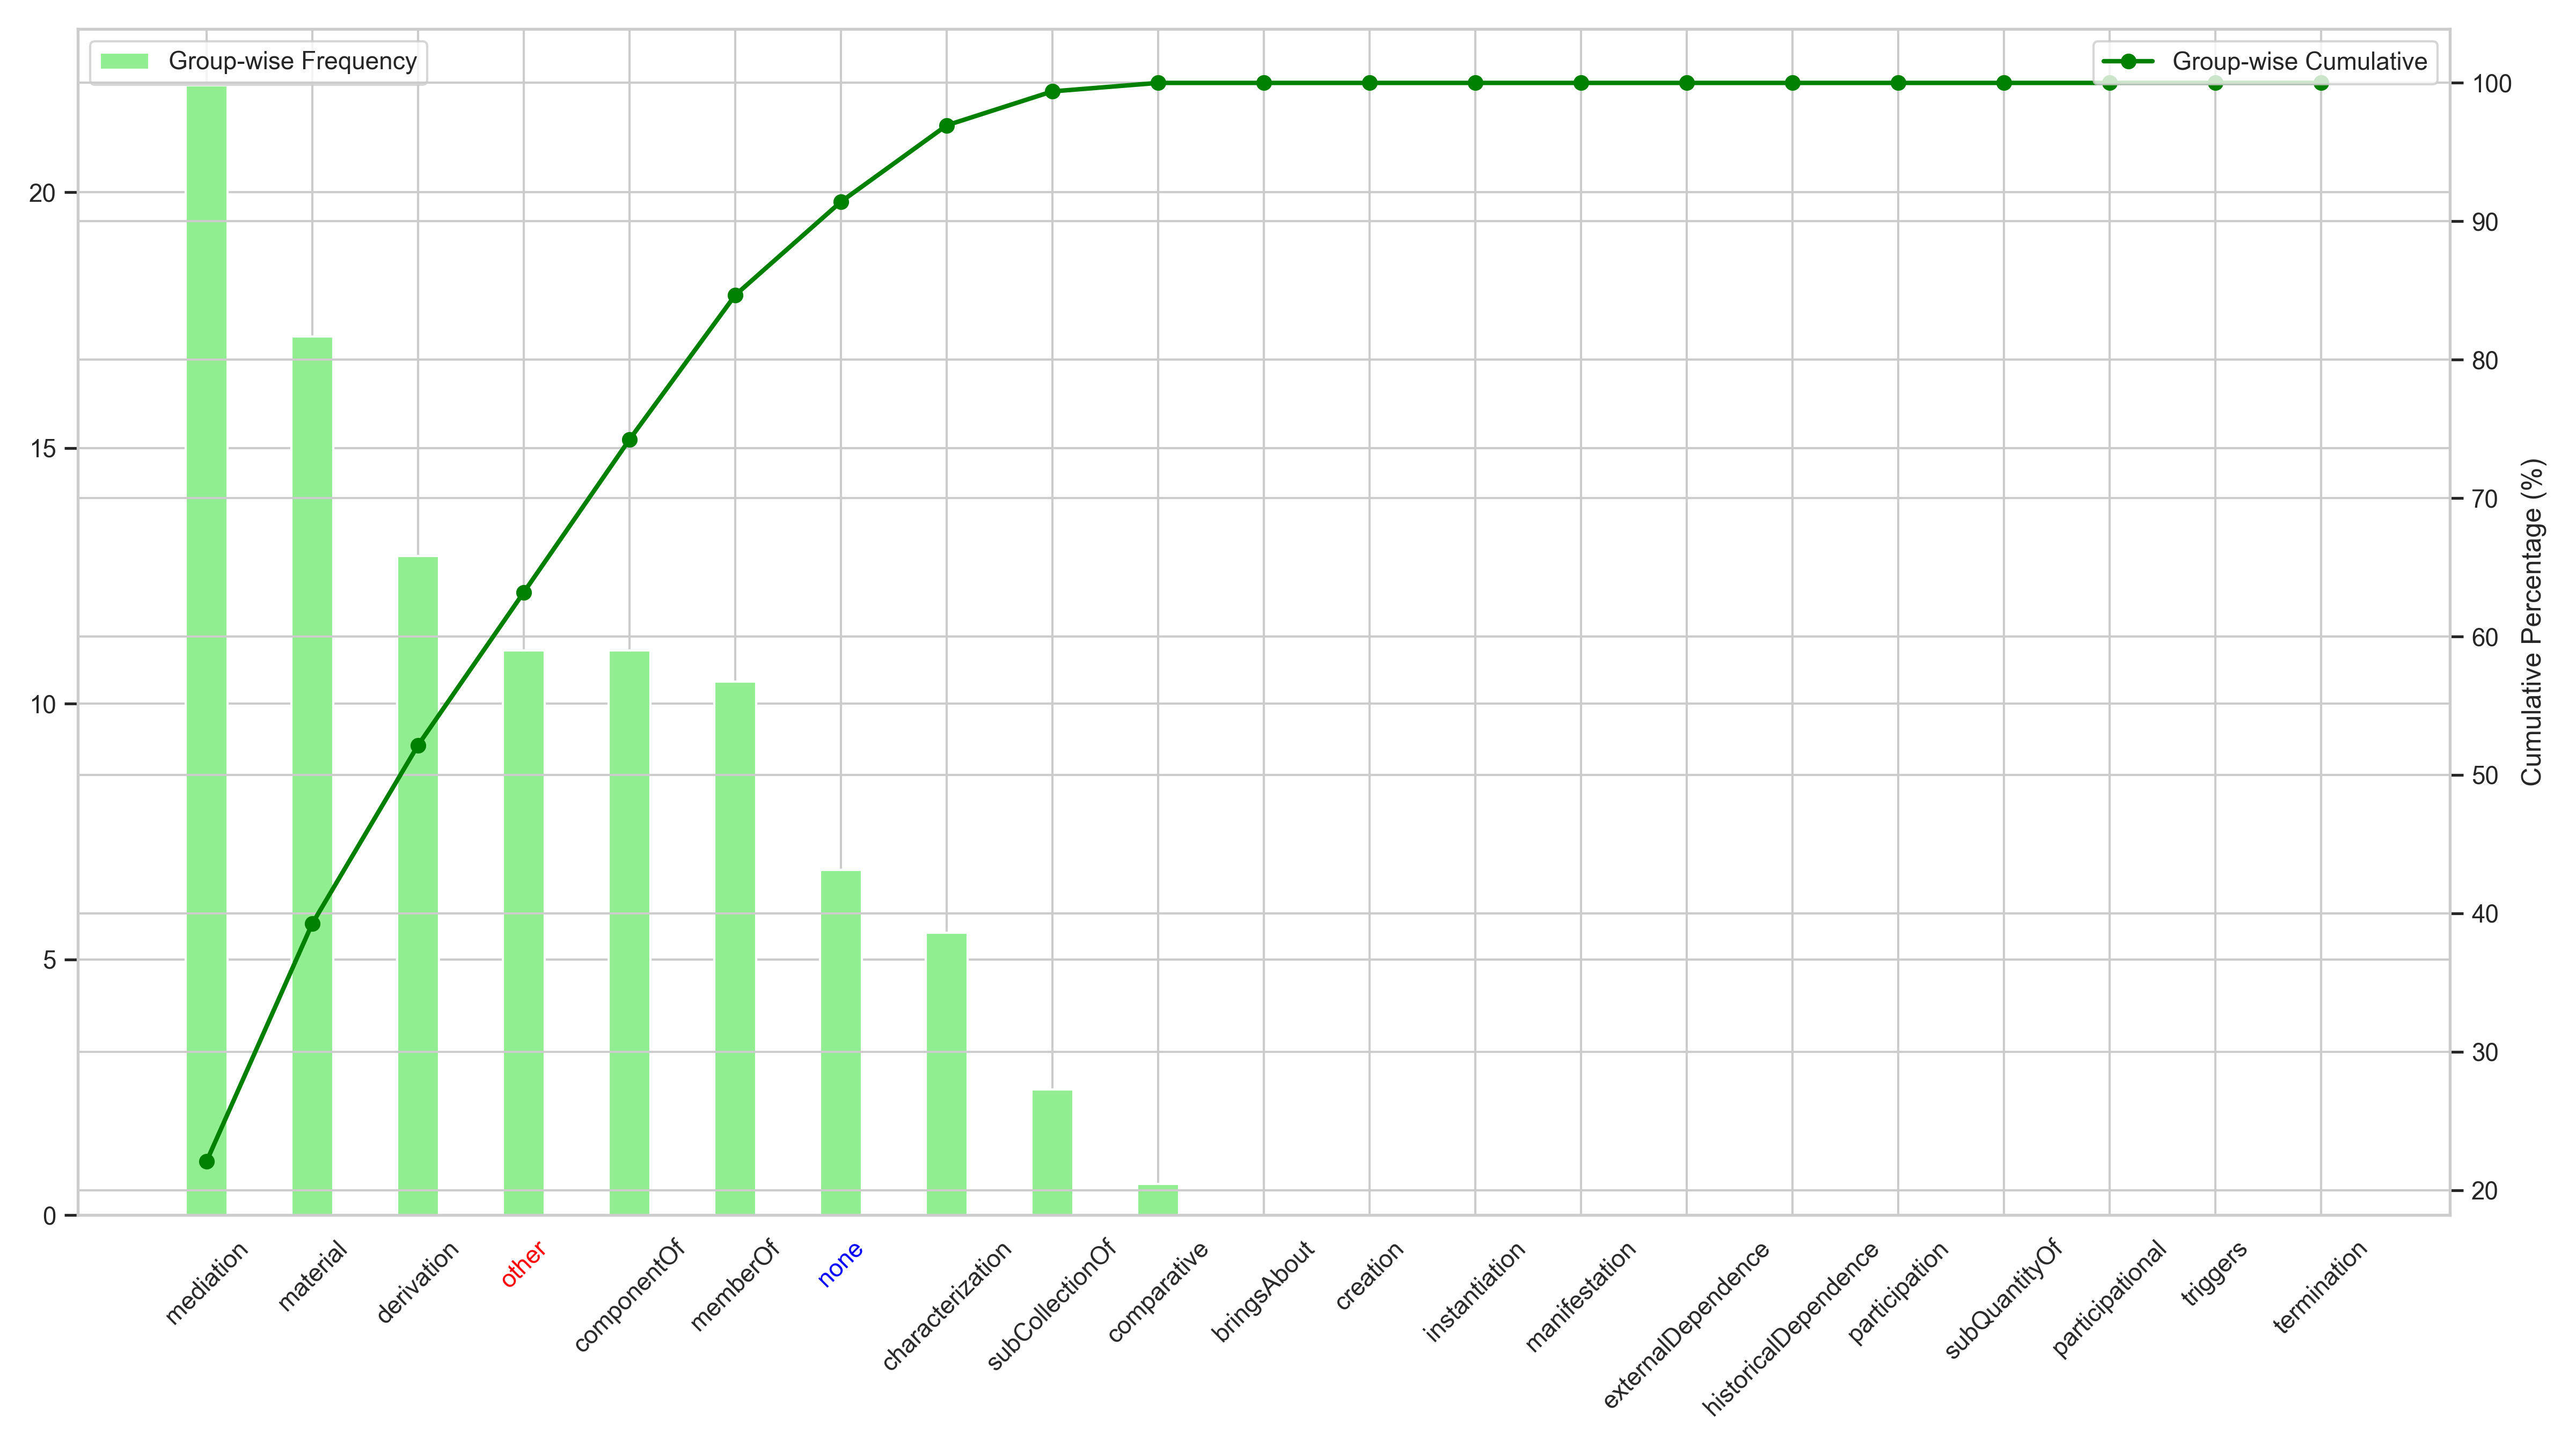 Group-wise Frequency
Group-wise Cumulative
20
15
10
5
0
100
90
80
70
60
50
40
30
20
Cumulative Percentage (%)
mediation
material
derivation
other
componentOf
memberOf
none
characterization
subCollectionOf
comparative
bringsAbout
creation
instantiation
manifestation
externalDependence
historicalDependence
participation
subQuantityOf
participational
triggers
termination